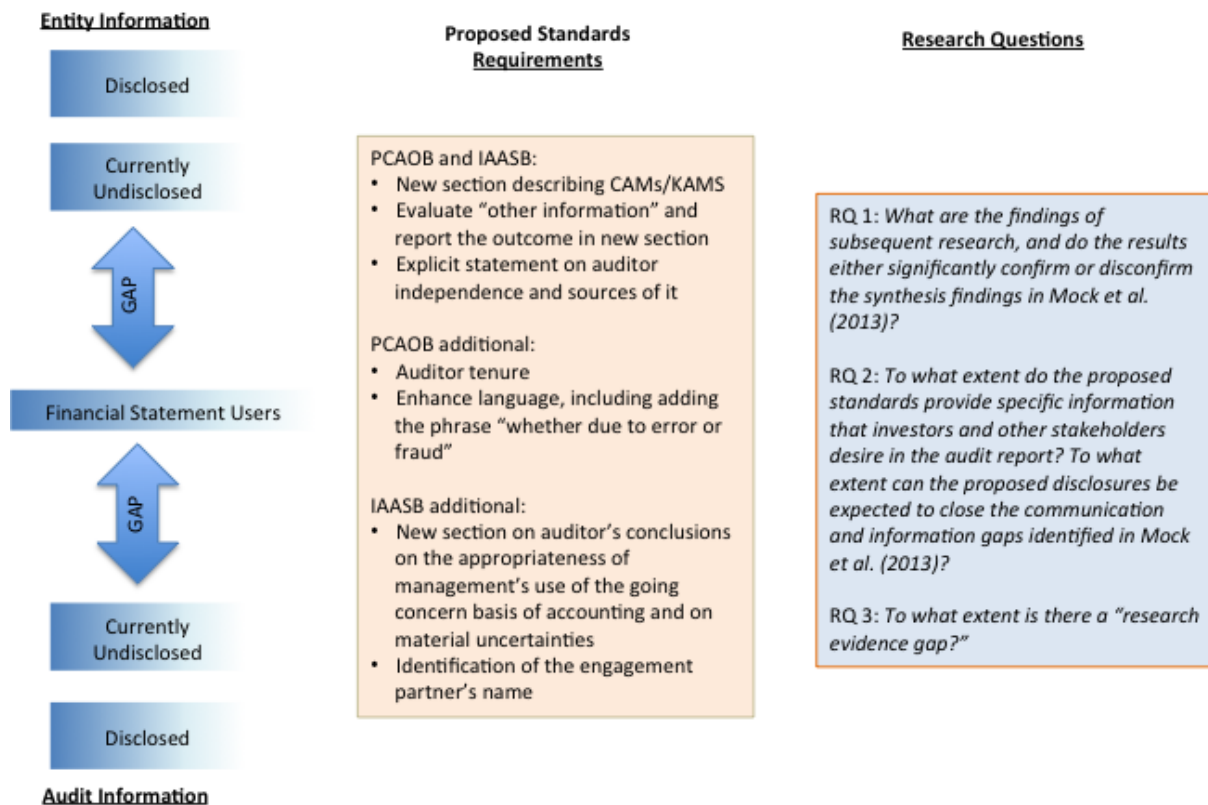 Entity Information
Disclosed
Currently
Undisclosed
GAP
Financial Statement Users
GAP
Currently
Undisclosed
Disclosed
Audit Information
Proposed Standards
Requirements
PCAOB and IAASB:
• New section describing CAMs/KAMS
• Evaluate “other information” and
report the outcome in new section
• Explicit statement on auditor
independence and sources of it
PCAOB additional:
• Auditor tenure
• Enhance language, including adding
the phrase “whether due to error or
fraud”
IAASB additional:
• New section on auditor’s conclusions
on the appropriateness of
management’s use of the going
concern basis of accounting and on
material uncertainties
• Identification of the engagement
partner’s name
Research Questions
RQ 1: What are the findings of
subsequent research, and do the results
either significantly confirm or disconfirm
the synthesis findings in Mock et al.
(2013)?
RQ 2: To what extent do the proposed
standards provide specific information
that investors and other stakeholders
desire in the audit report? To what
extent can the proposed disclosures be
expected to close the communication
and information gaps identified in Mock
et al. (2013)?
RQ 3: To what extent is there a “research
evidence gap?”